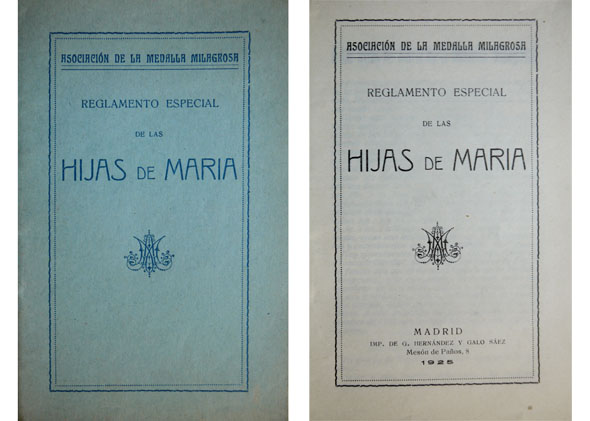 ASOCIACIÓN DE LA MEDALLA MILAGROSA
REGLAMENTO ESPECIAL
DE LAS
HIJAS DE MARIA
ASOCIACIÓN DE LA MEDALLA MILAGROSA
REGLAMENTO ESPECIAL
DE LAS
HIJAS DE MARIA
MADRID
IMP. DE G. HERNÁNDEZ Y GALO SÁEZ
Mesón de Paños, 8
1925